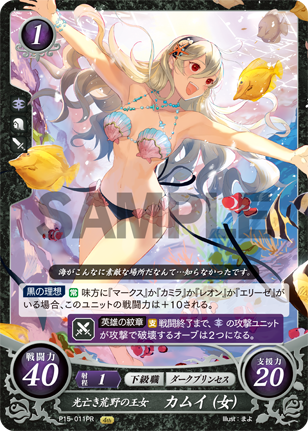 1
SAMPLE
海がこんなに素敵な場所だなんて…知らなかったです。
黒の理想 常 味方に『マークス』か『カミラ』か『レオン』か『エリーゼ』が
いる場合、このユニットの戦闘力は+10される。
英雄の紋章 支 戦闘終了まで、の攻撃ユニット
が攻撃で破壊するオーブは2つになる。
戦闘力
40
射程 1 下級職 ダークプリンセス
光亡き荒野の王女 カムイ(女)
支援力
20
P15-011PR
Illust:まよ